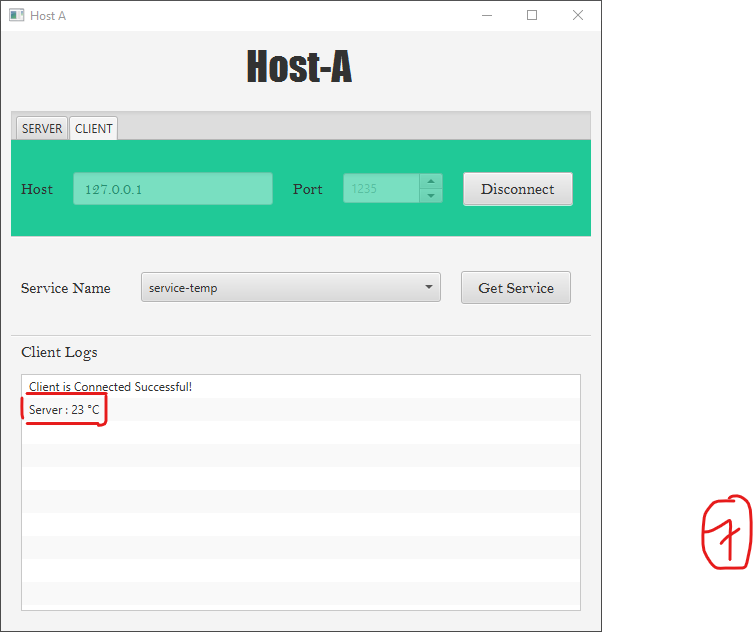 Host A
Host-A
SERVER CLIENT
Host 127.0.0.1 Port 1235 Disconnect
Service Name service-temp Get Service
Client Logs
Client is Connected Successful!
Server : 23 °C